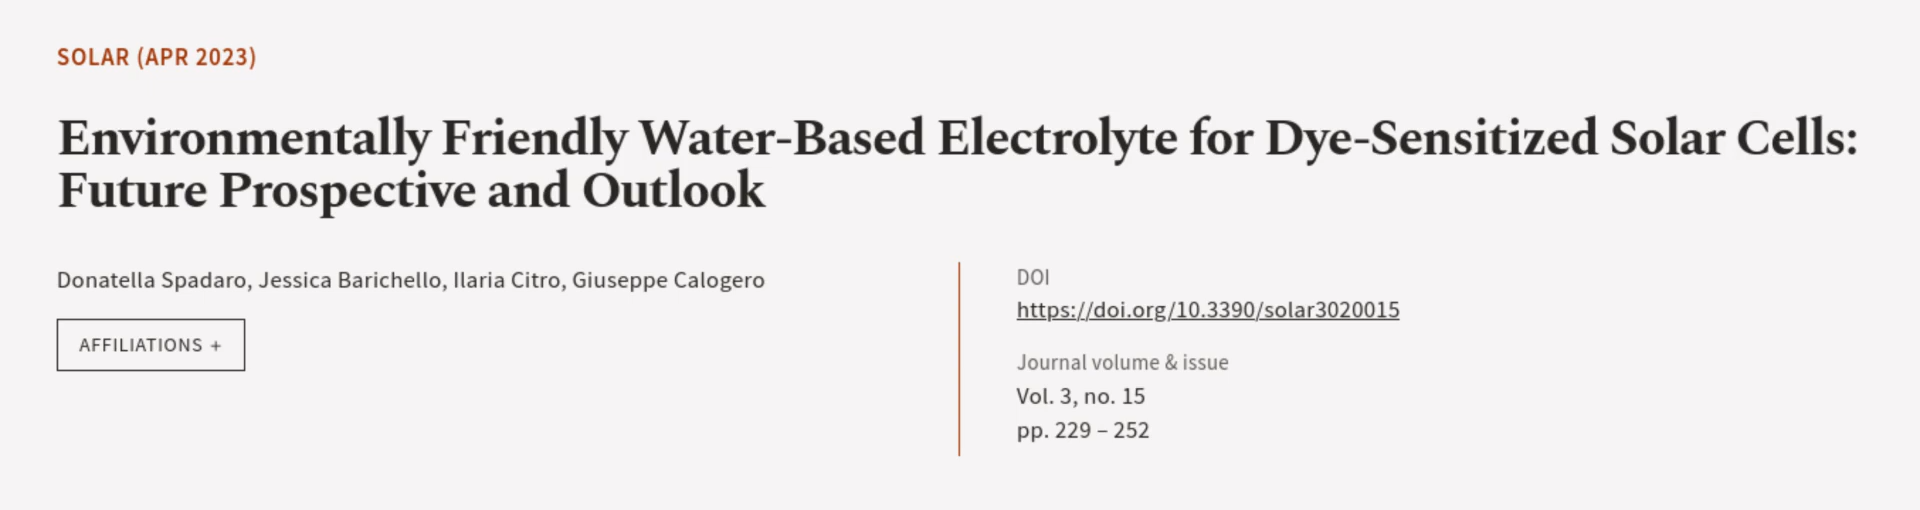 SOLAR (APR 2023)
Environmentally Friendly Water-Based Electrolyte for Dye-Sensitized Solar Cells:
Future Prospective and Outlook
Donatella Spadaro, Jessica Barichello, Ilaria Citro, Giuseppe Calogero
AFFILIATIONS +
DOI
https://doi.org/10.3390/solar3020015
Journal volume & issue
Vol. 3, no. 15
pp. 229 – 252